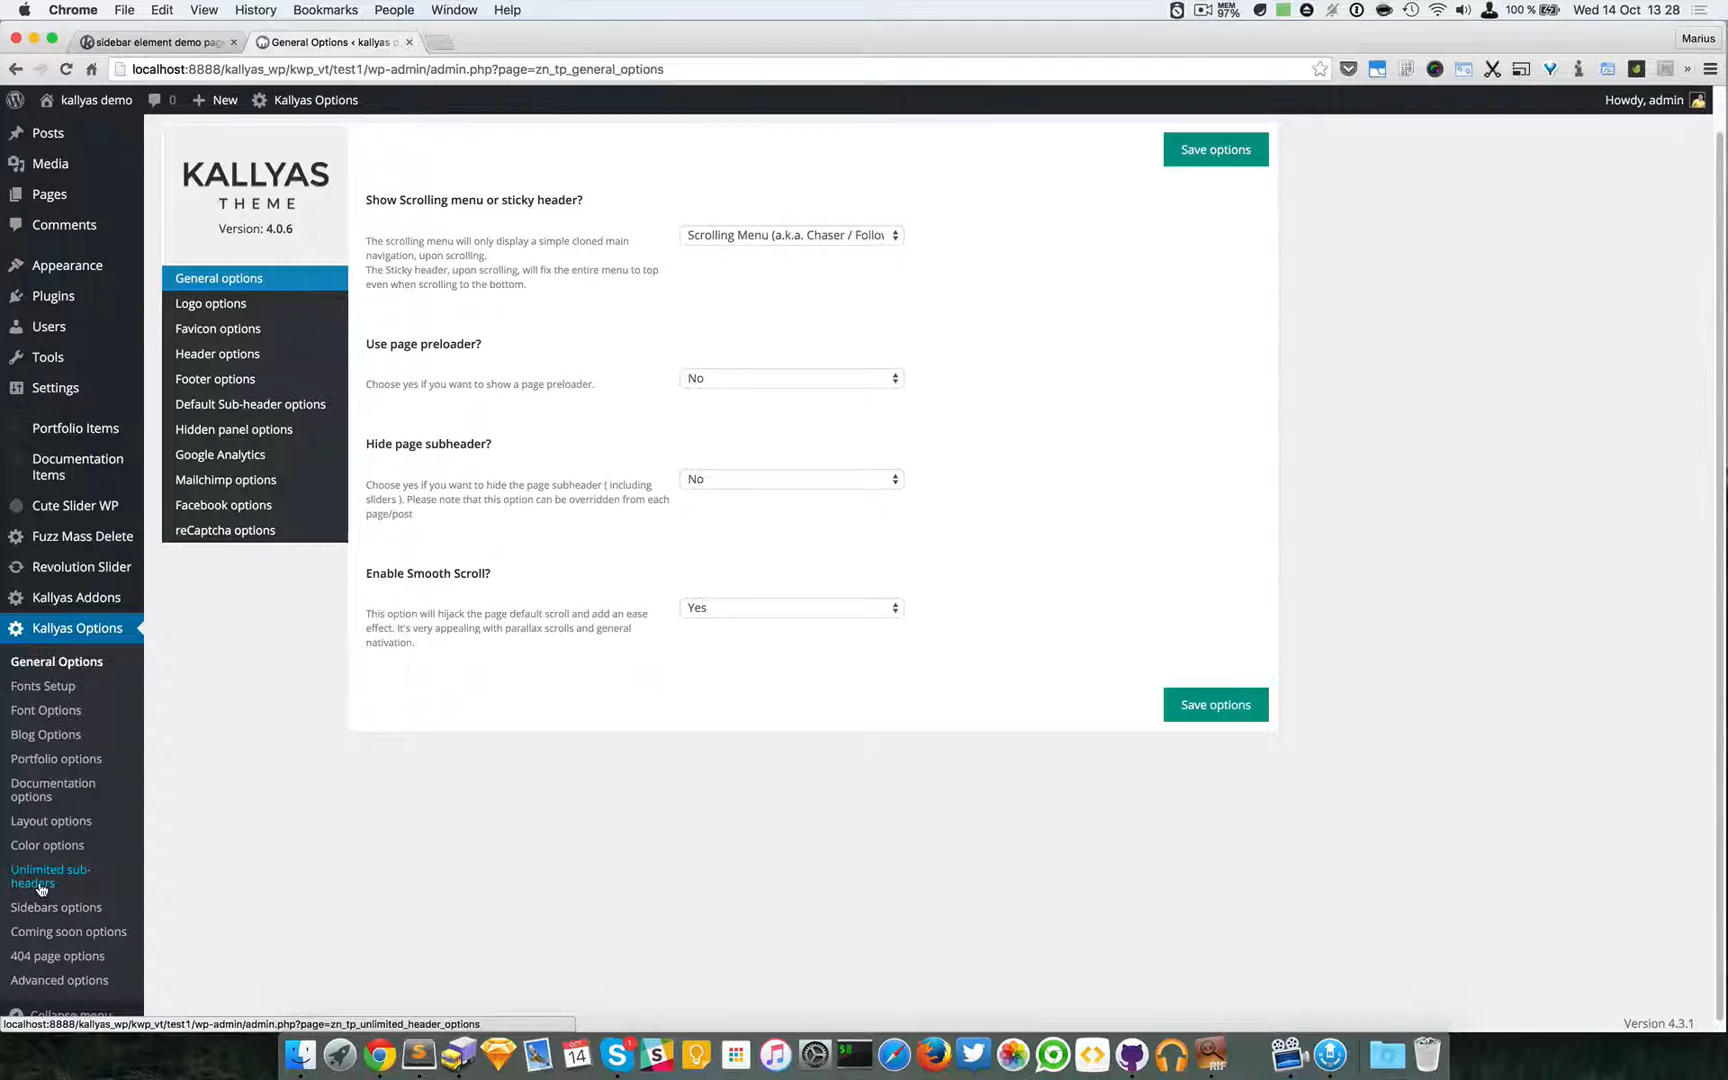 Chrome File Edit View History Bookmarks People Window Help MEM 97% 100 % Wed 14 Oct 13 28
sidebar element demo pag General Options ‹ kallyas d Marius
localhost:8888/kallyas_wp/kwp_vt/test1/wp-admin/admin.php?page=zn_tp_general_options
kallyas demo 0 New Kallyas Options Howdy, admin
Posts
Media
Pages
Comments
Appearance
Plugins
Users
Tools
Settings
Portfolio Items
Documentation
Items
Cute Slider WP
Fuzz Mass Delete
Revolution Slider
Kallyas Addons
Kallyas Options
General Options
Fonts Setup
Font Options
Blog Options
Portfolio options
Documentation
options
Layout options
Color options
Unlimited sub-
headers
Sidebars options
Coming soon options
404 page options
Advanced options
Collapse menu
KALLYAS
THEME
Version: 4.0.6
General options
Logo options
Favicon options
Header options
Footer options
Default Sub-header options
Hidden panel options
Google Analytics
Mailchimp options
Facebook options
reCaptcha options
Save options
Show Scrolling menu or sticky header?
The scrolling menu will only display a simple cloned main
navigation, upon scrolling.
The Sticky header, upon scrolling, will fix the entire menu to top
even when scrolling to the bottom.
Scrolling Menu (a.k.a. Chaser / Follow
Use page preloader?
Choose yes if you want to show a page preloader.
No
Hide page subheader?
Choose yes if you want to hide the page subheader ( including
sliders ). Please note that this option can be overridden from each
page/post
No
Enable Smooth Scroll?
This option will hijack the page default scroll and add an ease
effect. It's very appealing with parallax scrolls and general
nativation.
Yes
Save options
localhost:8888/kallyas_wp/kwp_vt/test1/wp-admin/admin.php?page=zn_tp_unlimited_header_options
Version 4.3.1
14
1
RIF